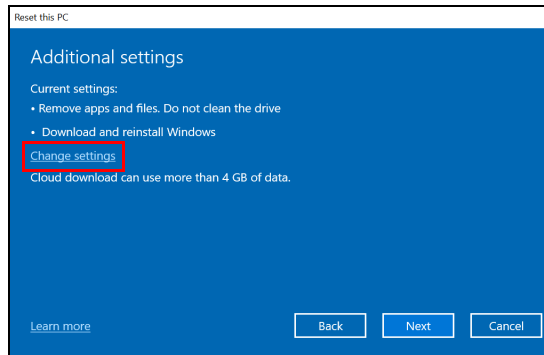 Reset this PC
Additional settings
Current settings:
• Remove apps and files. Do not clean the drive
• Download and reinstall Windows
Change settings
Cloud download can use more than 4 GB of data.
Learn more
Back
Next
Cancel